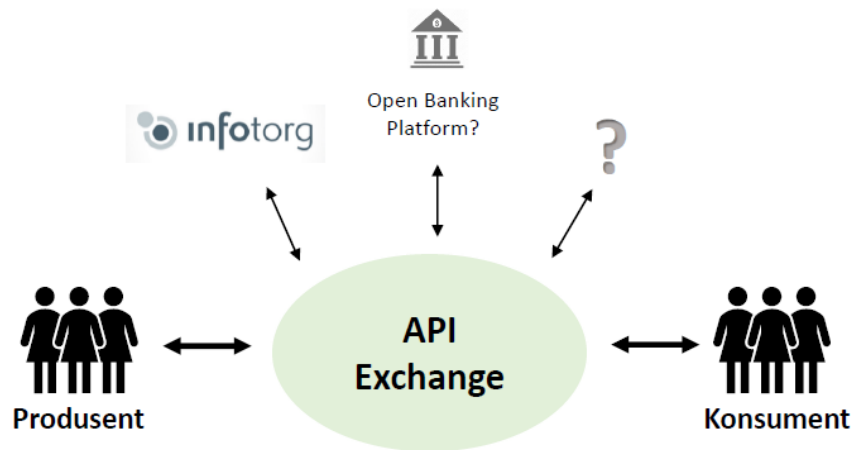 infotorg
Open Banking
Platform?
?
API
Exchange
Produsent
Konsument